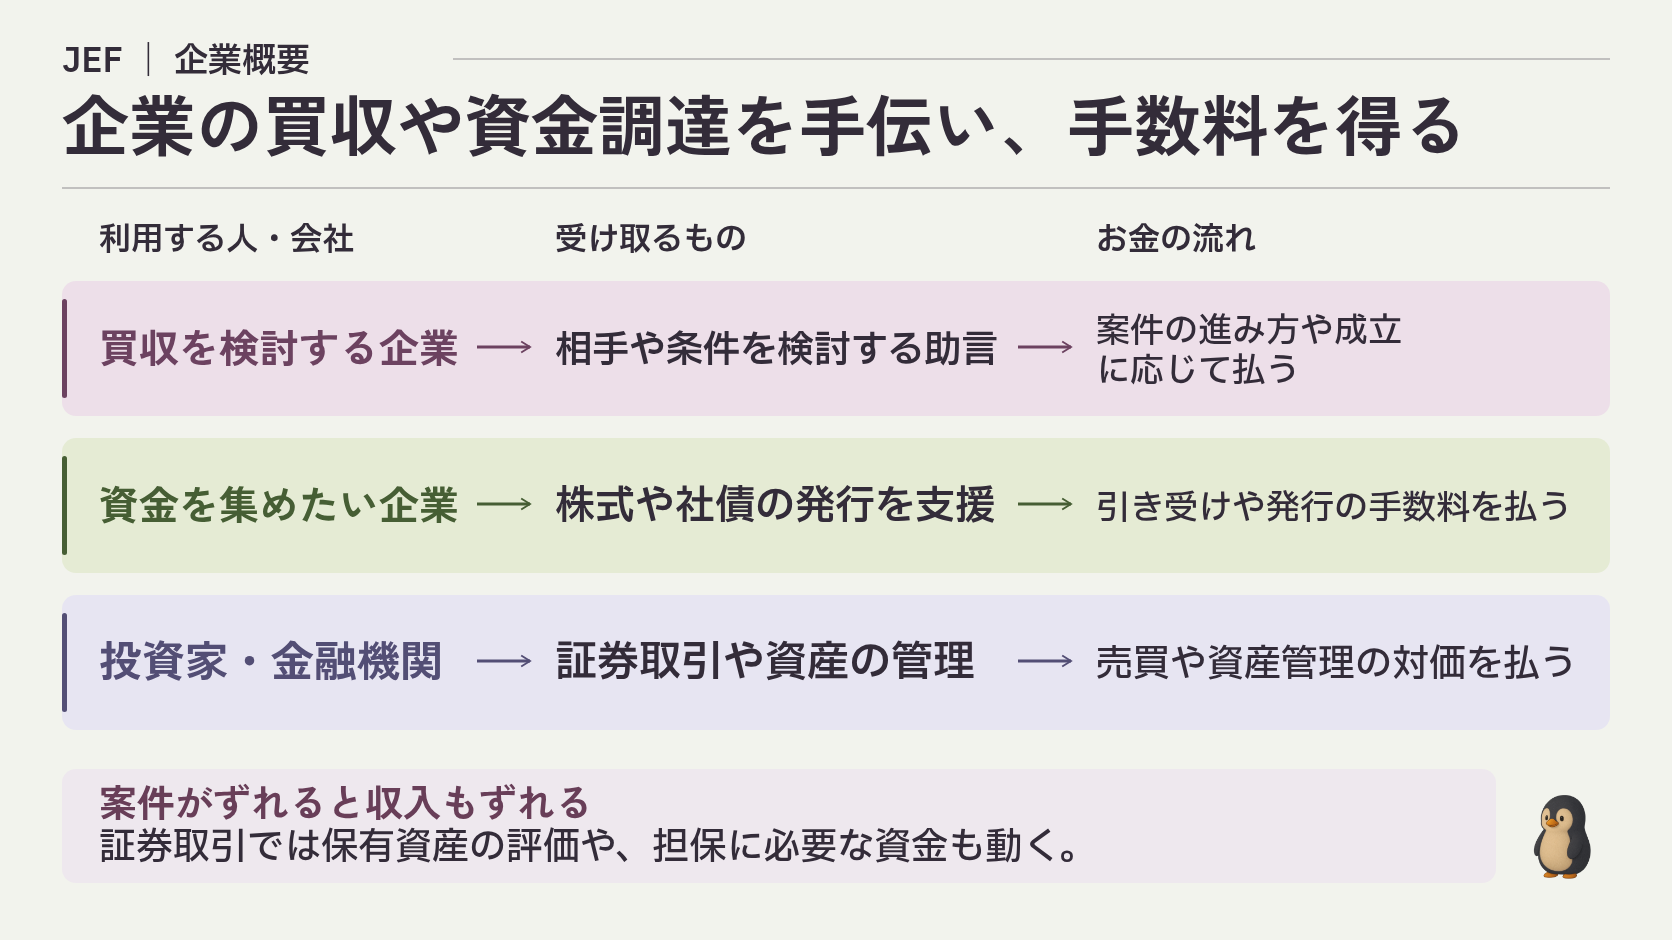 JEF｜企業概要
企業の買収や資金調達を手伝い、手数料を得る
利用する人・会社 受け取るもの お金の流れ
買収を検討する企業 → 相手や条件を検討する助言 → 案件の進み方や成立
に応じて払う
資金を集めたい企業 → 株式や社債の発行を支援 → 引き受けや発行の手数料を払う
投資家・金融機関 → 証券取引や資産の管理 → 売買や資産管理の対価を払う
案件がずれると収入もずれる
証券取引では保有資産の評価や、担保に必要な資金も動く。